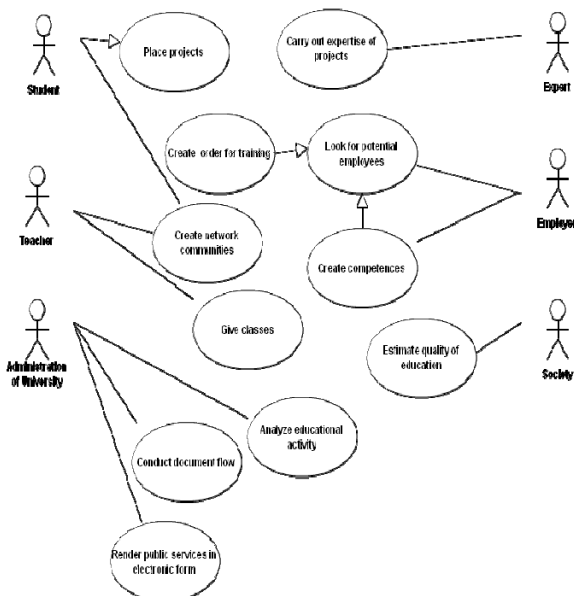 Place projects
Carry out expertise of
projects
Student
Expert
Create order for training
Look for potential
employees
Teacher
Create network
communities
Employer
Create competences
Give classes
Estimate quality of
education
Administration
of University
Society
Analyze educational
activity
Conduct document flow
Render public services in
electronic form